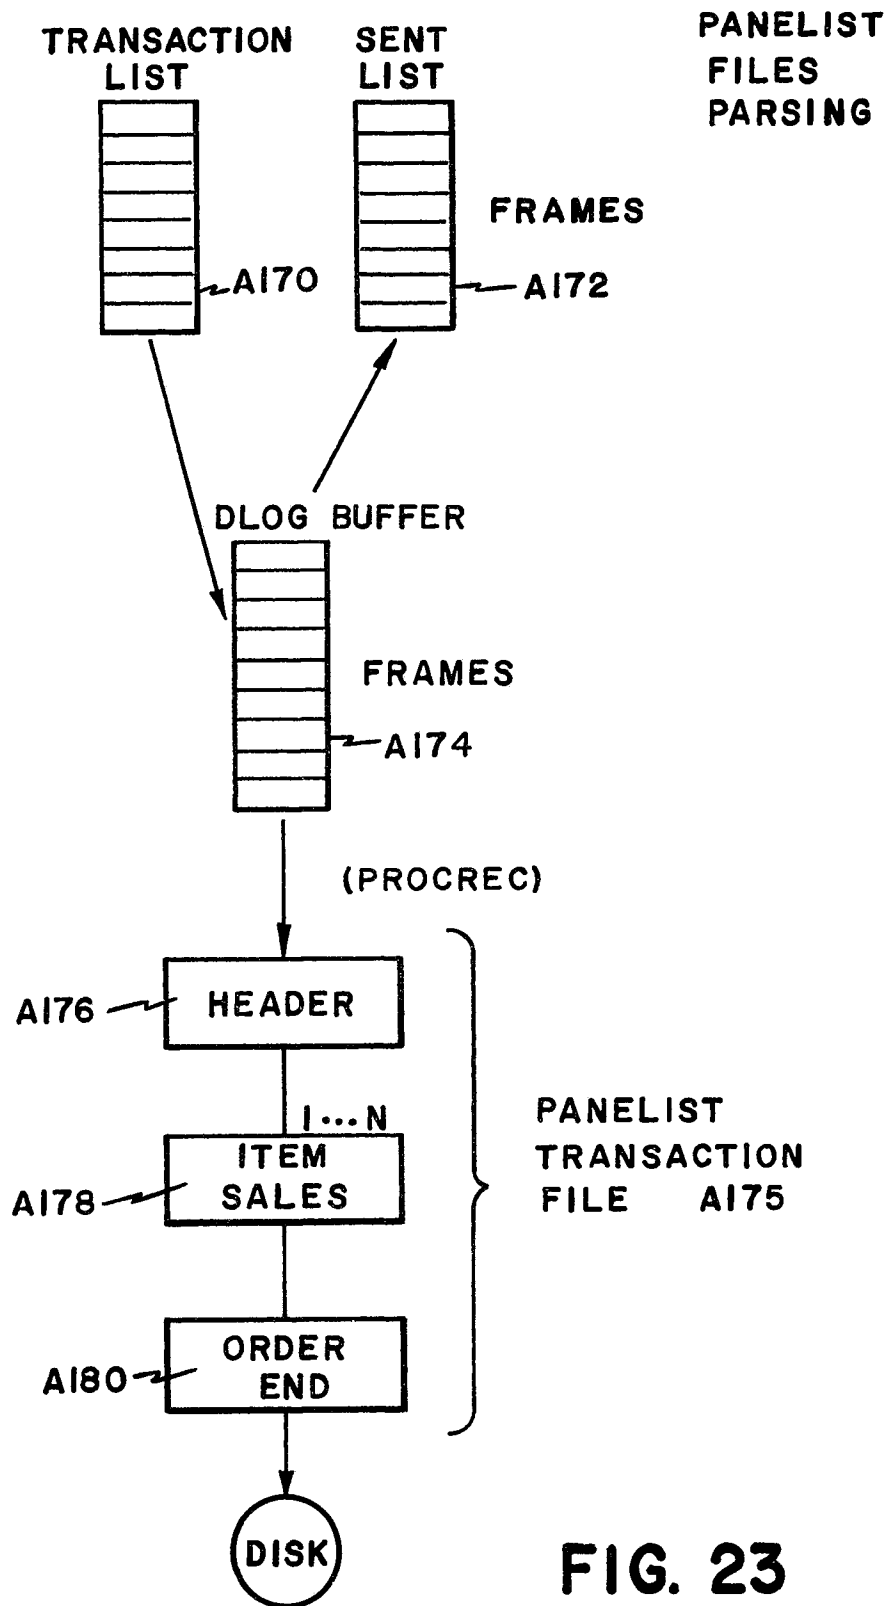 TRANSACTION
LIST
SENT
LIST
PANELIST
FILES
PARSING
FRAMES
A170
A172
DLOG BUFFER
FRAMES
A174
(PROCREC)
A176
HEADER
1...N
A178
ITEM
SALES
PANELIST
TRANSACTION
FILE A175
A180
ORDER
END
DISK
FIG. 23